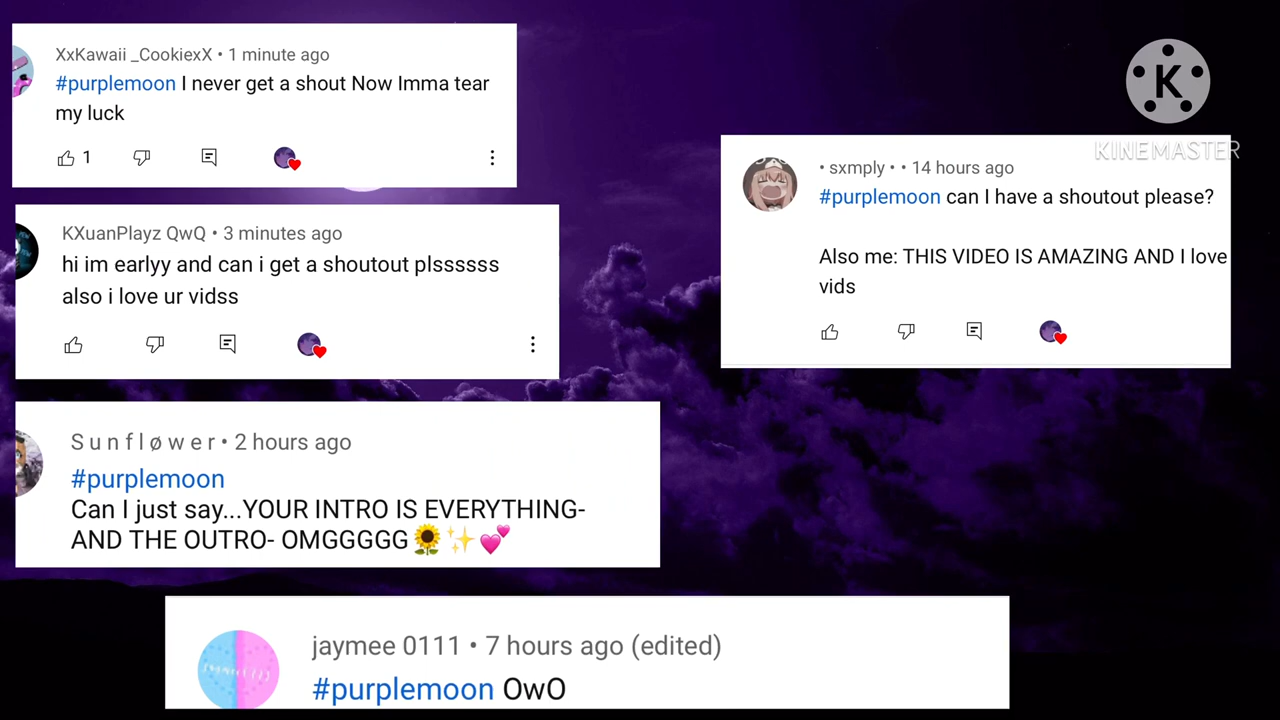 XxKawaii _CookiexX • 1 minute ago
#purplemoon I never get a shout Now Imma tear
my luck
1
KXuanPlayz QwQ • 3 minutes ago
hi im earlyy and can i get a shoutout plssssss
also i love ur vidss
S u n f l ø w e r • 2 hours ago
#purplemoon
Can I just say...YOUR INTRO IS EVERYTHING-
AND THE OUTRO- OMGGGGG🌻✨💕
jaymee 0111 • 7 hours ago (edited)
#purplemoon OwO
K
KINEMASTER
• sxmply • • 14 hours ago
#purplemoon can I have a shoutout please?
Also me: THIS VIDEO IS AMAZING AND I love
vids